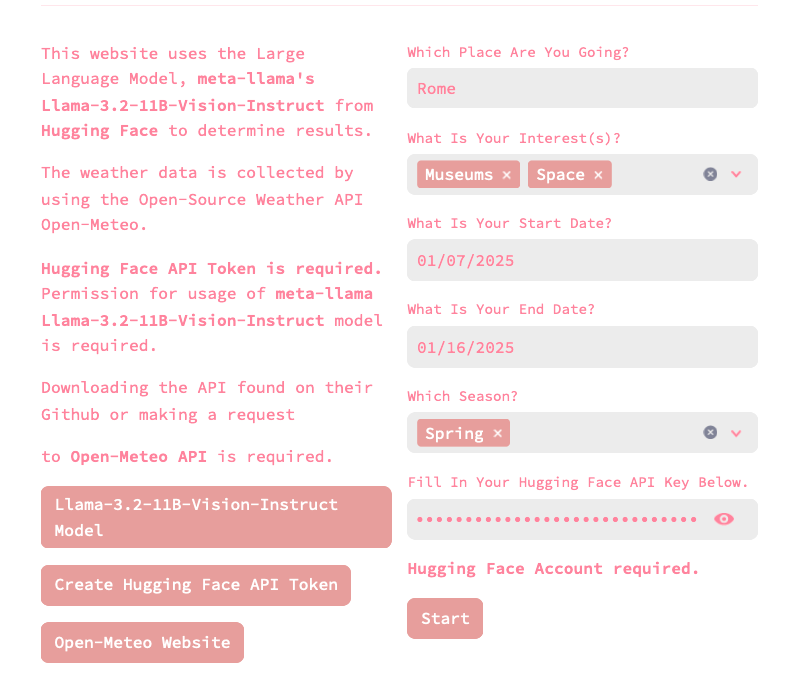 This website uses the Large
Language Model, meta-llama's
Llama-3.2-11B-Vision-Instruct from
Hugging Face to determine results.
The weather data is collected by
using the Open-Source Weather API
Open-Meteo.
Hugging Face API Token is required.
Permission for usage of meta-llama
Llama-3.2-11B-Vision-Instruct model
is required.
Downloading the API found on their
Github or making a request
to Open-Meteo API is required.
Llama-3.2-11B-Vision-Instruct
Model
Create Hugging Face API Token
Open-Meteo Website
Which Place Are You Going?
Rome
What Is Your Interest(s)?
Museums × Space ×
What Is Your Start Date?
01/07/2025
What Is Your End Date?
01/16/2025
Which Season?
Spring ×
Fill In Your Hugging Face API Key Below.
•••••••••••••••••••••••••••••
Hugging Face Account required.
Start